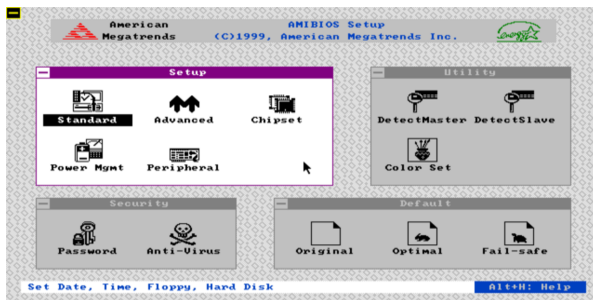 American
Megatrends
AMIBIOS Setup
(C)1999, American Megatrends Inc.
Setup
Standard
Advanced
Chipset
Power Mgmt
Peripheral
Utility
DetectMaster
DetectSlave
Color Set
Security
Password
Anti-Virus
Default
Original
Optimal
Fail-safe
Set Date, Time, Floppy, Hard Disk
Alt+H: Help